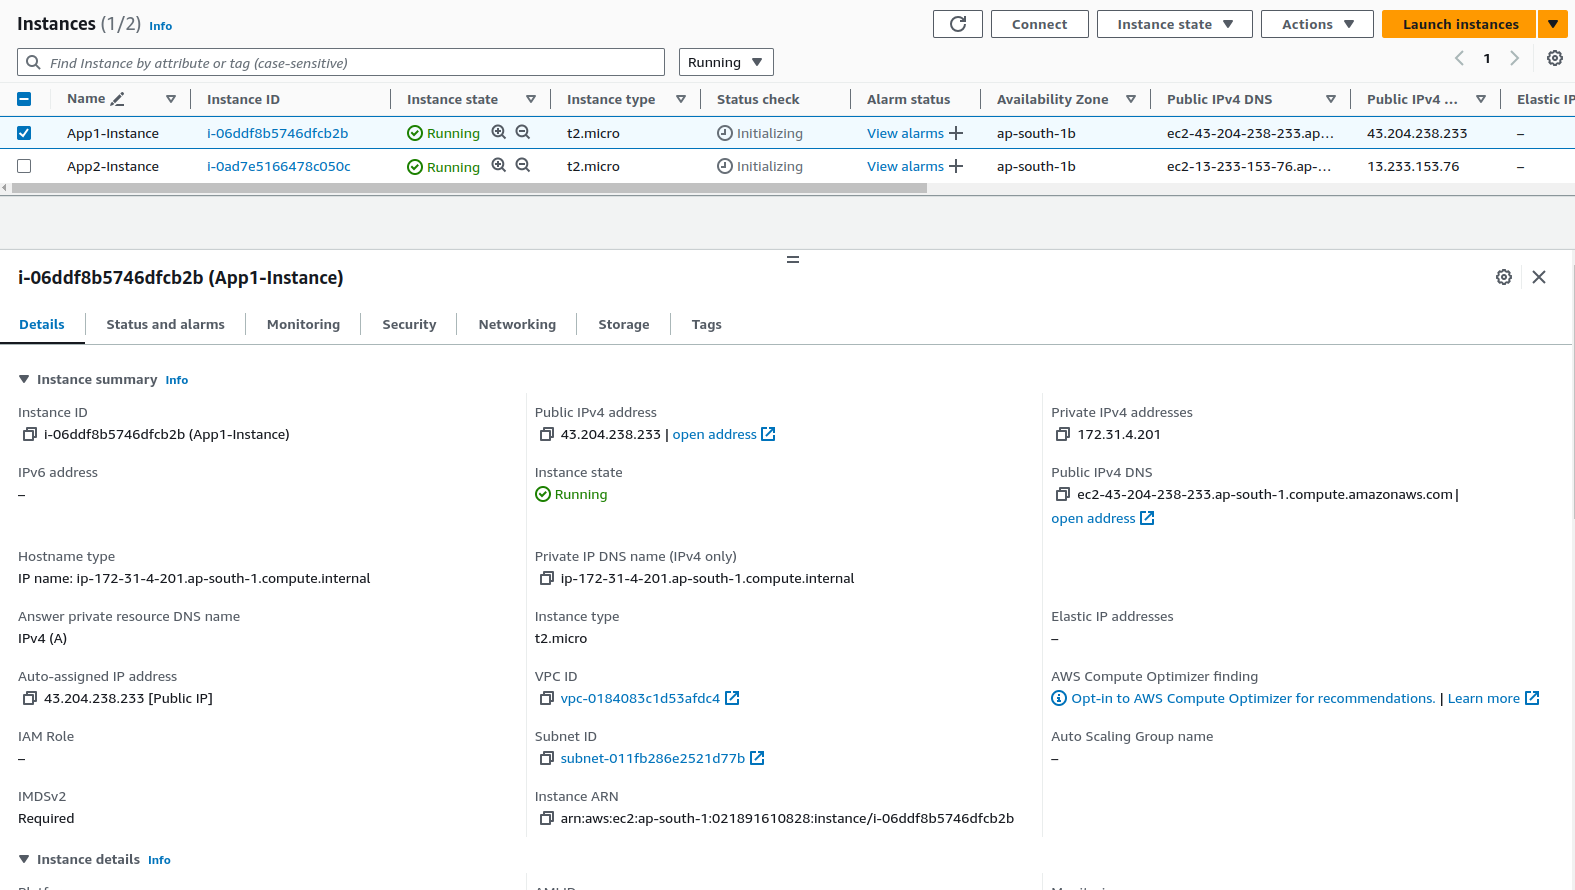 Instances (1/2) Info
Connect Instance state Actions Launch instances
Find Instance by attribute or tag (case-sensitive) Running 1
Name Instance ID Instance state Instance type Status check Alarm status Availability Zone Public IPv4 DNS Public IPv4 ... Elastic IP
App1-Instance i-06ddf8b5746dfcb2b Running t2.micro Initializing View alarms ap-south-1b ec2-43-204-238-233.ap... 43.204.238.233 –
App2-Instance i-0ad7e5166478c050c Running t2.micro Initializing View alarms ap-south-1b ec2-13-233-153-76.ap-... 13.233.153.76 –
i-06ddf8b5746dfcb2b (App1-Instance)
Details Status and alarms Monitoring Security Networking Storage Tags
Instance summary Info
Instance ID Public IPv4 address Private IPv4 addresses
i-06ddf8b5746dfcb2b (App1-Instance) 43.204.238.233 | open address 172.31.4.201
IPv6 address Instance state Public IPv4 DNS
– Running ec2-43-204-238-233.ap-south-1.compute.amazonaws.com |
open address
Hostname type Private IP DNS name (IPv4 only)
IP name: ip-172-31-4-201.ap-south-1.compute.internal ip-172-31-4-201.ap-south-1.compute.internal
Answer private resource DNS name Instance type Elastic IP addresses
IPv4 (A) t2.micro –
Auto-assigned IP address VPC ID AWS Compute Optimizer finding
43.204.238.233 [Public IP] vpc-0184083c1d53afdc4 Opt-in to AWS Compute Optimizer for recommendations. | Learn more
IAM Role Subnet ID Auto Scaling Group name
– subnet-011fb286e2521d77b –
IMDSv2 Instance ARN
Required arn:aws:ec2:ap-south-1:021891610828:instance/i-06ddf8b5746dfcb2b
Instance details Info